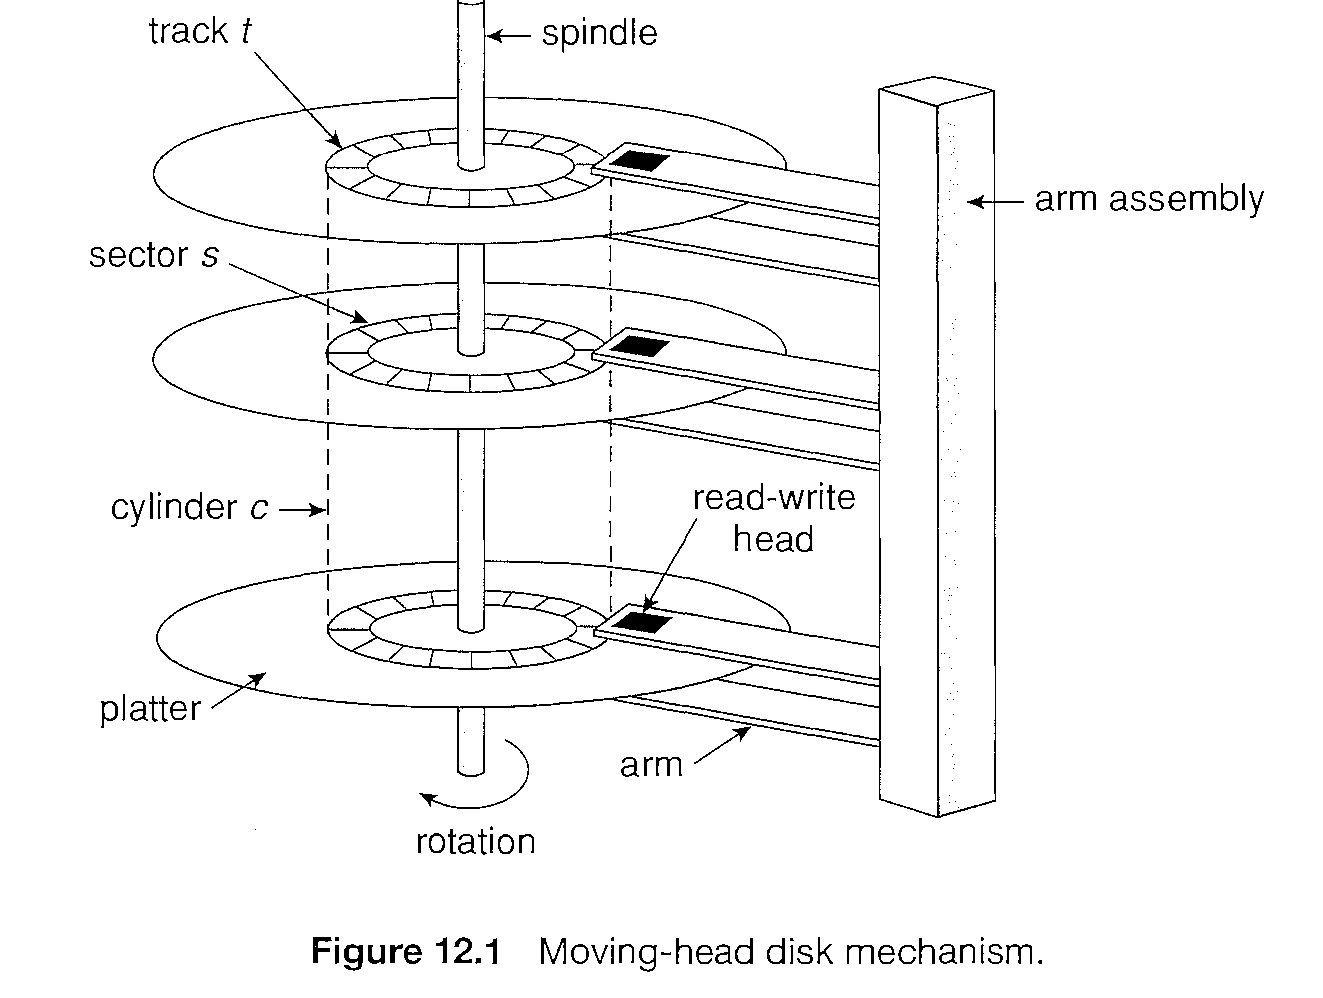 track t
spindle
arm assembly
sector s
cylinder c
read-write
head
platter
arm
rotation
Figure 12.1 Moving-head disk mechanism.